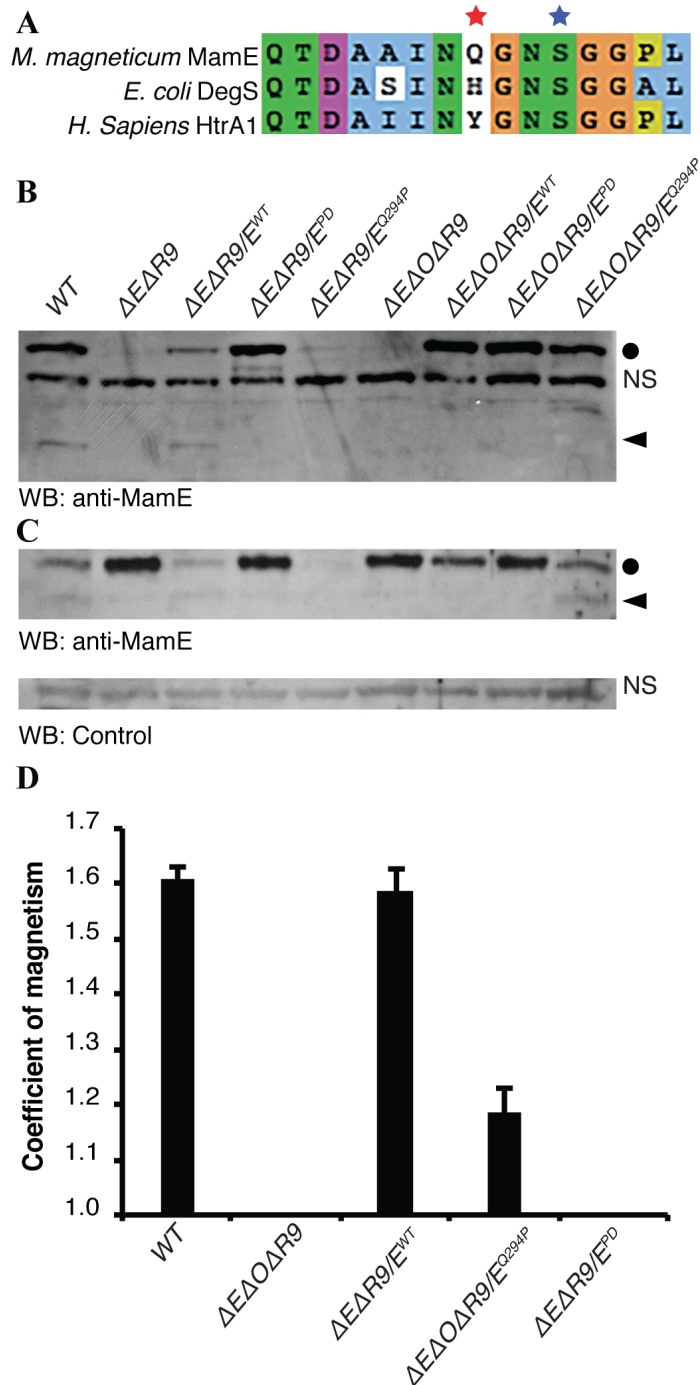 A
M. magneticum MamE QTDAAINQGNSGGPL
E. coli DegS QTDASINHGNSGGAL
H. Sapiens HtrA1 QTDAIINYGNSGGPL
B
WT ΔEΔR9 ΔEΔR9/E^WT ΔEΔR9/E^PD ΔEΔR9/E^Q294P ΔEΔOΔR9 ΔEΔOΔR9/E^WT ΔEΔOΔR9/E^PD ΔEΔOΔR9/E^Q294P
NS
WB: anti-MamE
C
WB: anti-MamE
NS
WB: Control
D
Coefficient of magnetism
1.7
1.6
1.5
1.4
1.3
1.2
1.1
1.0
WT ΔEΔOΔR9 ΔEΔR9/E^WT ΔEΔOΔR9/E^Q294P ΔEΔR9/E^PD